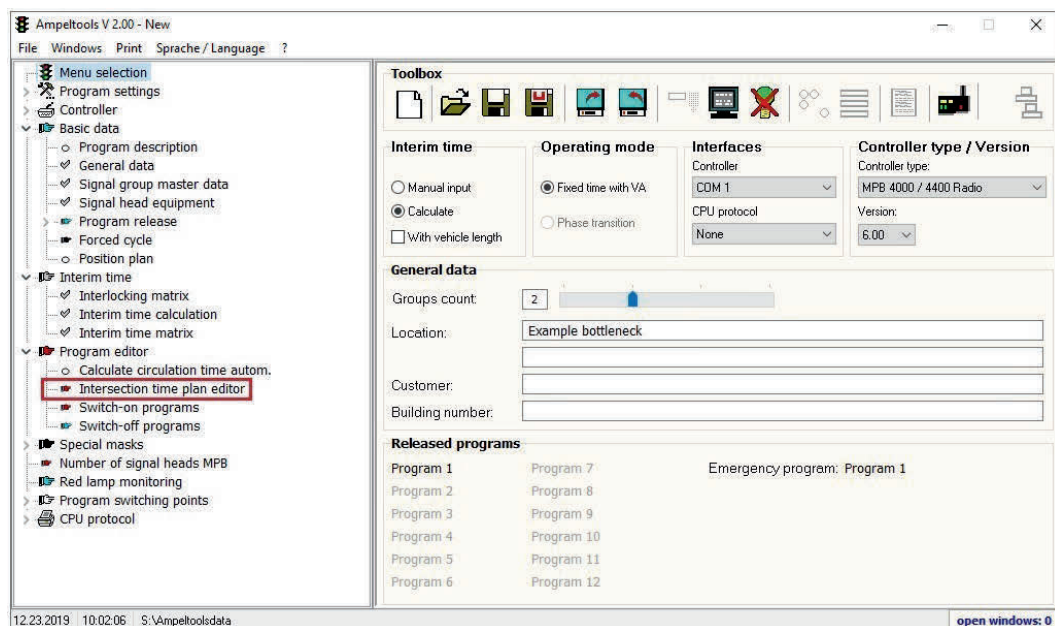 Ampeltools V 2.00 - New
File Windows Print Sprache / Language ?
Menu selection
Program settings
Controller
Basic data
Program description
General data
Signal group master data
Signal head equipment
Program release
Forced cycle
Position plan
Interim time
Interlocking matrix
Interim time calculation
Interim time matrix
Program editor
Calculate circulation time autom.
Intersection time plan editor
Switch-on programs
Switch-off programs
Special masks
Number of signal heads MPB
Red lamp monitoring
Program switching points
CPU protocol
Toolbox
Interim time
Manual input
Calculate
With vehicle length
Operating mode
Fixed time with VA
Phase transition
Interfaces
Controller
COM 1
CPU protocol
None
Controller type / Version
Controller type:
MPB 4000 / 4400 Radio
Version:
6.00
General data
Groups count: 2
Location: Example bottleneck
Customer:
Building number:
Released programs
Program 1 Program 7 Emergency program: Program 1
Program 2 Program 8
Program 3 Program 9
Program 4 Program 10
Program 5 Program 11
Program 6 Program 12
12.23.2019 10:02:06 S:\Ampeltoolsdata open windows: 0